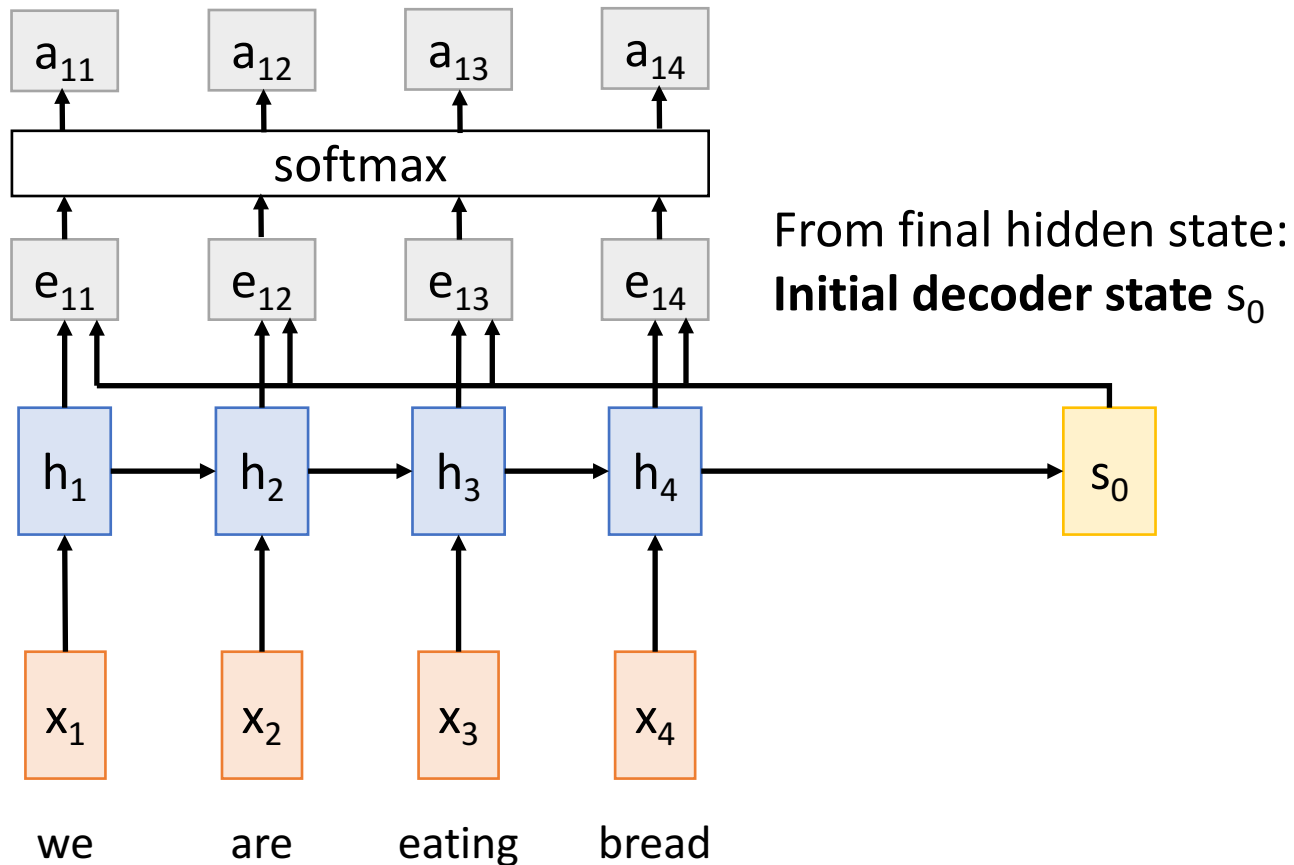 a₁₁ a₁₂ a₁₃ a₁₄
softmax
e₁₁ e₁₂ e₁₃ e₁₄
From final hidden state:
Initial decoder state s₀
h₁ h₂ h₃ h₄ s₀
x₁ x₂ x₃ x₄
we are eating bread